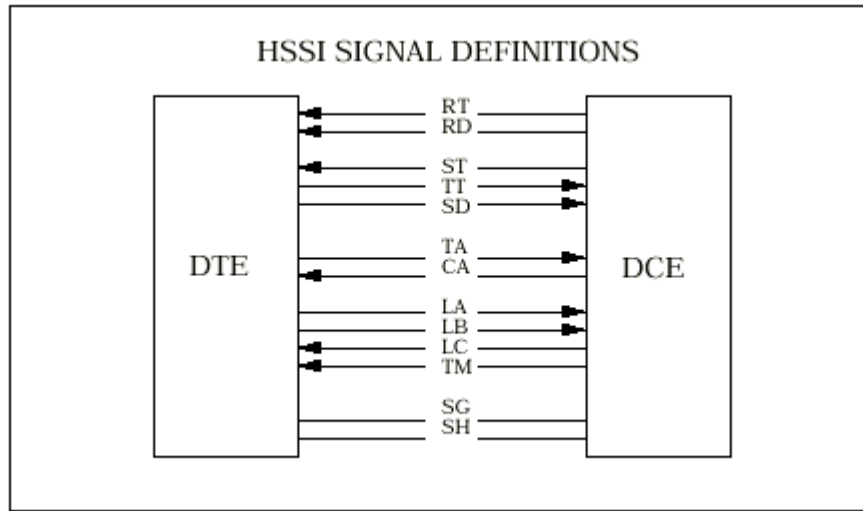 HSSI SIGNAL DEFINITIONS
RT
RD
ST
TT
SD
TA
CA
DTE
DCE
LA
LB
LC
TM
SG
SH